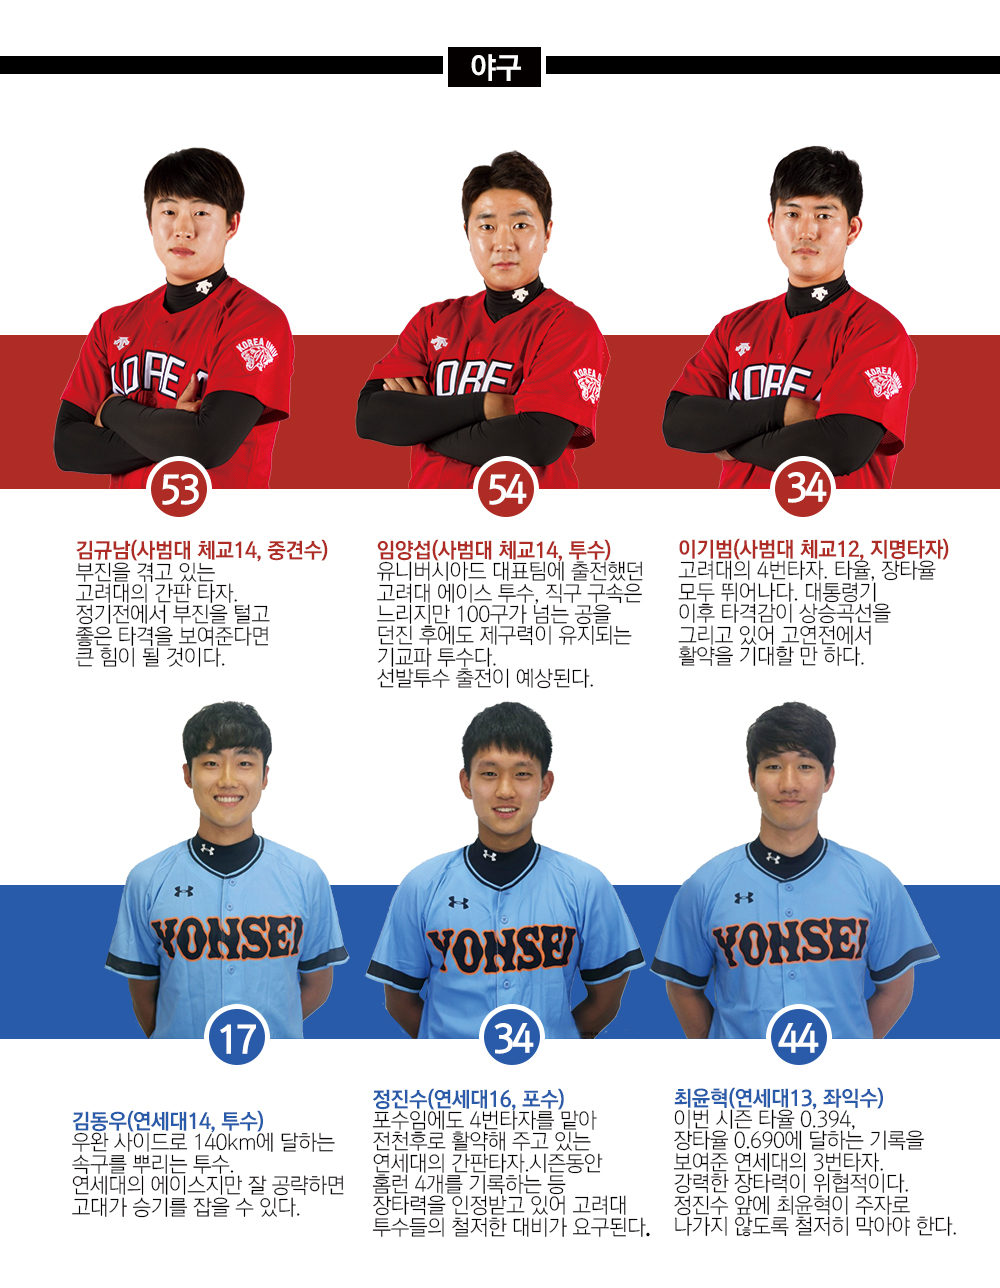 야구
KORE
KOREA UNIV
ORE
KOREA UNIV
KORE
KOREA UNIV
53
54
34
김규남(사범대 체교14, 중견수)
부진을 겪고 있는
고려대의 간판 타자.
정기전에서 부진을 털고
좋은 타격을 보여준다면
큰 힘이 될 것이다.
임양섭(사범대 체교14, 투수)
유니버시아드 대표팀에 출전했던
고려대 에이스 투수, 직구 구속은
느리지만 100구가 넘는 공을
던진 후에도 제구력이 유지되는
기교파 투수다.
선발투수 출전이 예상된다.
이기범(사범대 체교12, 지명타자)
고려대의 4번타자. 타율, 장타율
모두 뛰어나다. 대통령기
이후 타격감이 상승곡선을
그리고 있어 고연전에서
활약을 기대할 만 하다.
YONSEI
YONSEI
YONSEI
17
34
44
김동우(연세대14, 투수)
우완 사이드로 140km에 달하는
속구를 뿌리는 투수.
연세대의 에이스지만 잘 공략하면
고대가 승기를 잡을 수 있다.
정진수(연세대16, 포수)
포수임에도 4번타자를 맡아
전천후로 활약해 주고 있는
연세대의 간판타자.시즌동안
홈런 4개를 기록하는 등
장타력을 인정받고 있어 고려대
투수들의 철저한 대비가 요구된다.
최윤혁(연세대13, 좌익수)
이번 시즌 타율 0.394,
장타율 0.690에 달하는 기록을
보여준 연세대의 3번타자.
강력한 장타력이 위협적이다.
정진수 앞에 최윤혁이 주자로
나가지 않도록 철저히 막아야 한다.